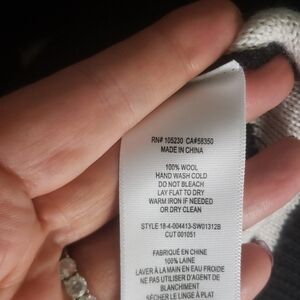 RN# 105230 CA#58350
MADE IN CHINA
100% WOOL
HAND WASH COLD
DO NOT BLEACH
LAY FLAT TO DRY
WARM IRON IF NEEDED
OR DRY CLEAN
STYLE 18-4-004413-SW01312B
CUT 001051
FABRIQUÉ EN CHINE
100% LAINE
LAVER À LA MAIN EN EAU FROIDE
NE PAS UTILISER D'AGENT DE
BLANCHIMENT
SÉCHER LE LINGE À PLAT